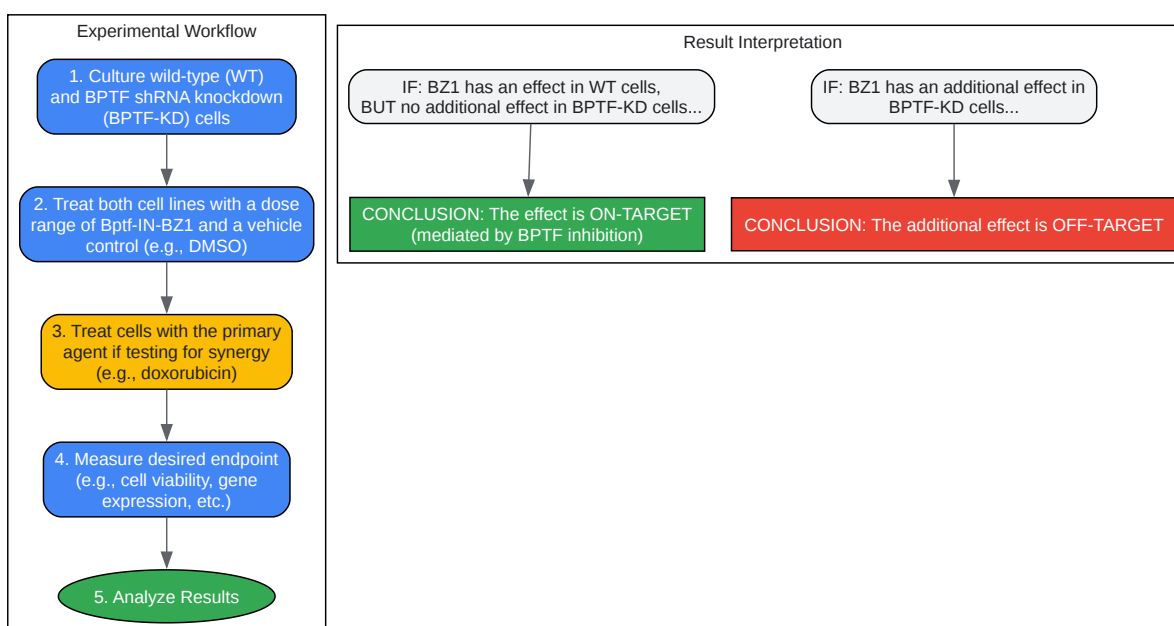 Experimental Workflow
1. Culture wild-type (WT)
and BPTF shRNA knockdown
(BPTF-KD) cells
2. Treat both cell lines with a dose
range of Bptf-IN-BZ1 and a vehicle
control (e.g., DMSO)
3. Treat cells with the primary
agent if testing for synergy
(e.g., doxorubicin)
4. Measure desired endpoint
(e.g., cell viability, gene
expression, etc.)
5. Analyze Results
Result Interpretation
IF: BZ1 has an effect in WT cells,
BUT no additional effect in BPTF-KD cells...
CONCLUSION: The effect is ON-TARGET
(mediated by BPTF inhibition)
IF: BZ1 has an additional effect in
BPTF-KD cells...
CONCLUSION: The additional effect is OFF-TARGET